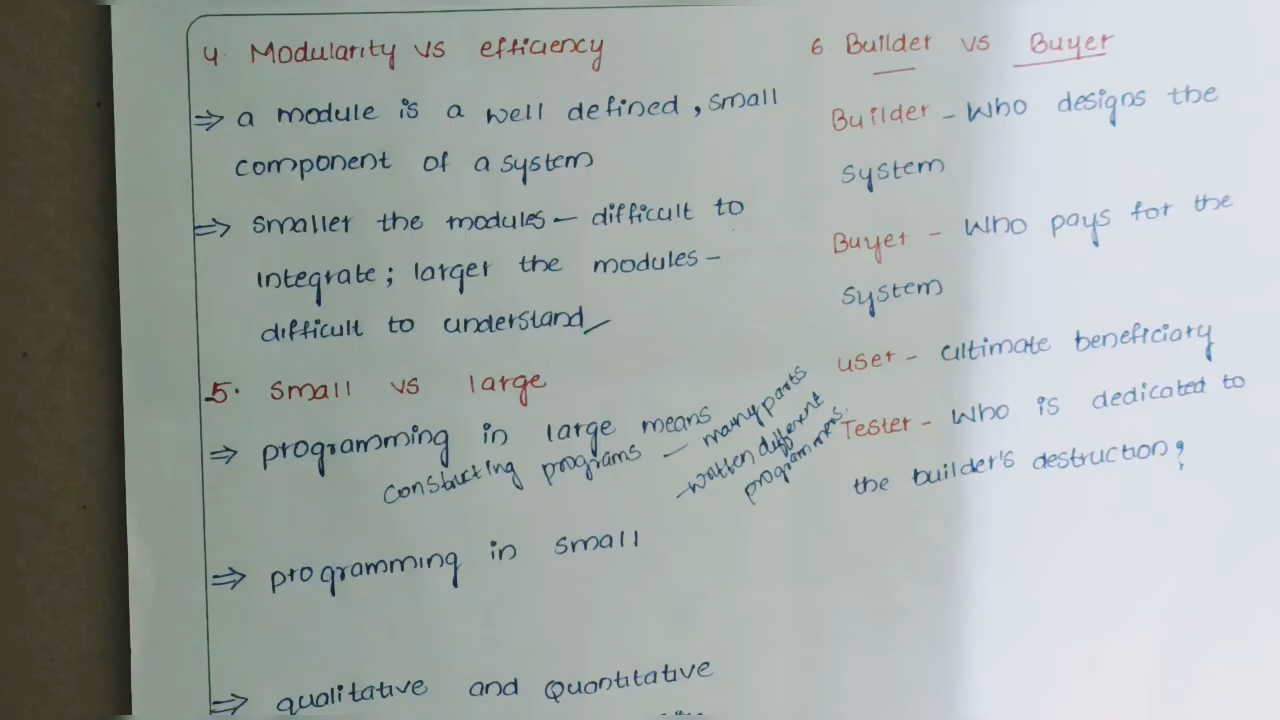 4. Modularity vs efficiency
⇒ a module is a well defined, small
component of a system
⇒ smaller the modules - difficult to
integrate; larger the modules -
difficult to understand
5. small vs large
⇒ programming in large means
constructing programs - many parts
- written different
programmers.
⇒ programming in small
⇒ qualitative and Quantitative
6 Builder vs Buyer
Builder - Who designs the
system
Buyer - Who pays for the
system
user - ultimate beneficiary
Tester - Who is dedicated to
the builder's destruction?